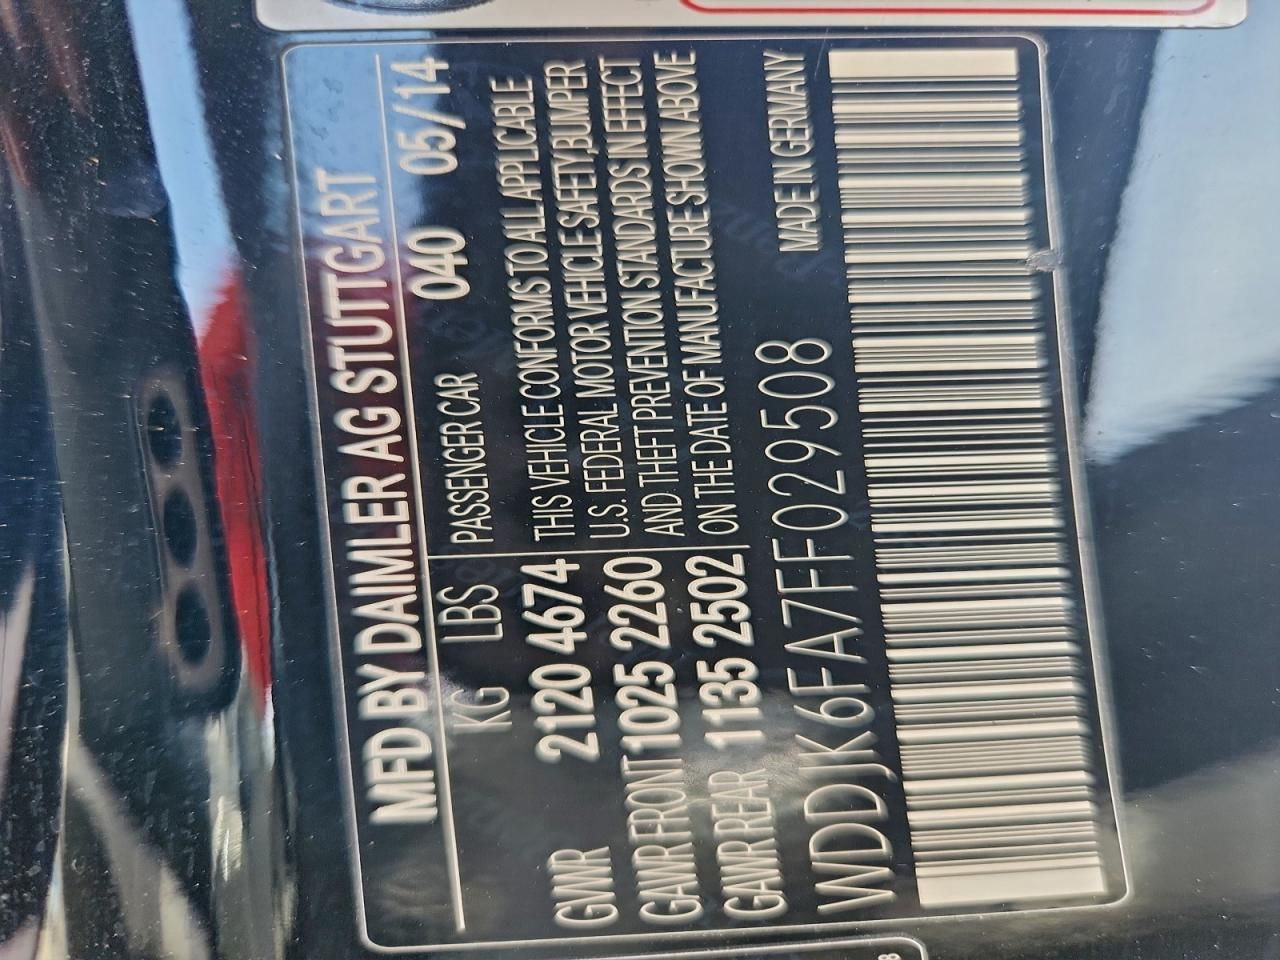 MFD BY DAIMLER AG STUTTGART
040 05/14
KG LBS PASSENGER CAR
GWWR 2120 4674 THIS VEHICLE CONFORMS TO ALL APPLICABLE
U.S. FEDERAL MOTOR VEHICLE SAFETY, BUMPER
GAWR FRONT 1025 2260 AND THEFT PREVENTION STANDARDS IN EFFECT
GAWR REAR 1135 2502 ON THE DATE OF MANUFACTURE SHOWN ABOVE
WDDJK6FA7FF029508 MADE IN GERMANY